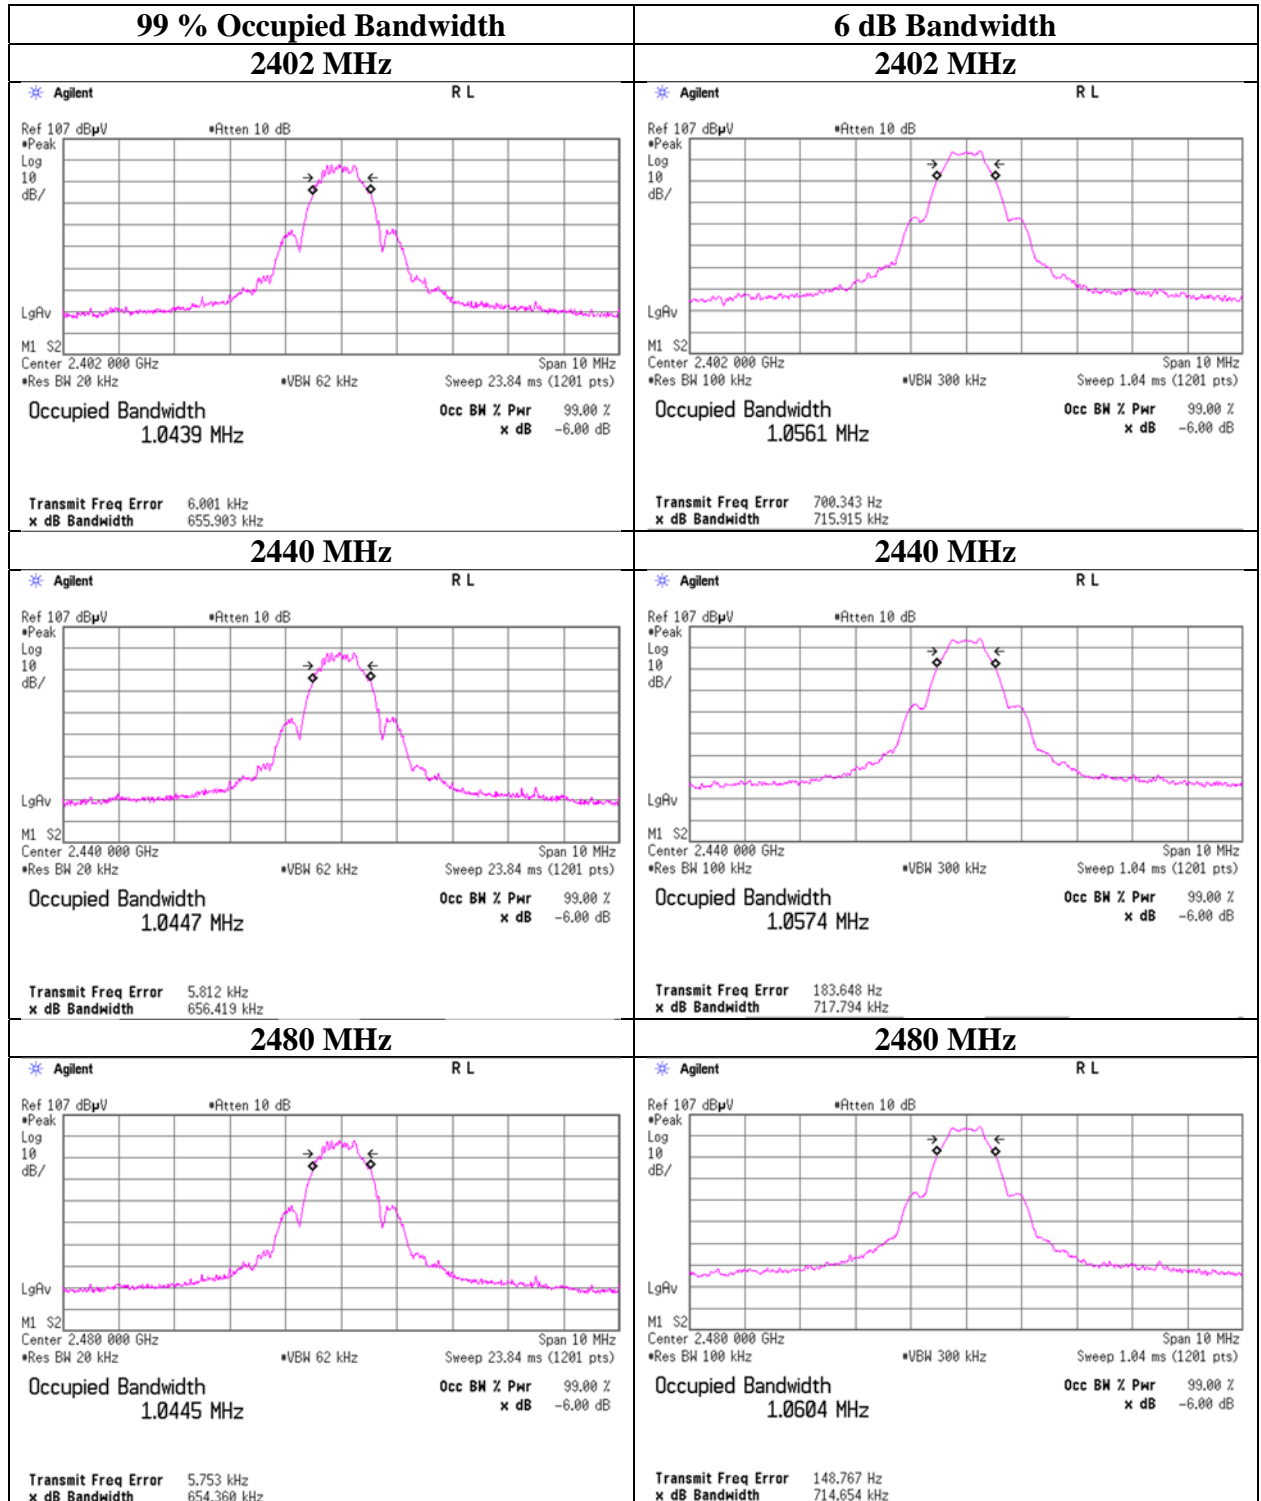 99 % Occupied Bandwidth
6 dB Bandwidth
2402 MHz
2402 MHz
Agilent R L
Ref 107 dBµV #Atten 10 dB
#Peak
Log
10
dB/
LgAv
M1 S2
Center 2.402 000 GHz Span 10 MHz
#Res BW 20 kHz #VBW 62 kHz Sweep 23.84 ms (1201 pts)
Occupied Bandwidth Occ BW % Pwr 99.00 %
1.0439 MHz x dB -6.00 dB
Transmit Freq Error 6.001 kHz
x dB Bandwidth 655.903 kHz
Agilent R L
Ref 107 dBµV #Atten 10 dB
#Peak
Log
10
dB/
LgAv
M1 S2
Center 2.402 000 GHz Span 10 MHz
#Res BW 100 kHz #VBW 300 kHz Sweep 1.04 ms (1201 pts)
Occupied Bandwidth Occ BW % Pwr 99.00 %
1.0561 MHz x dB -6.00 dB
Transmit Freq Error 700.343 Hz
x dB Bandwidth 715.915 kHz
2440 MHz
2440 MHz
Agilent R L
Ref 107 dBµV #Atten 10 dB
#Peak
Log
10
dB/
LgAv
M1 S2
Center 2.440 000 GHz Span 10 MHz
#Res BW 20 kHz #VBW 62 kHz Sweep 23.84 ms (1201 pts)
Occupied Bandwidth Occ BW % Pwr 99.00 %
1.0447 MHz x dB -6.00 dB
Transmit Freq Error 5.812 kHz
x dB Bandwidth 656.419 kHz
Agilent R L
Ref 107 dBµV #Atten 10 dB
#Peak
Log
10
dB/
LgAv
M1 S2
Center 2.440 000 GHz Span 10 MHz
#Res BW 100 kHz #VBW 300 kHz Sweep 1.04 ms (1201 pts)
Occupied Bandwidth Occ BW % Pwr 99.00 %
1.0574 MHz x dB -6.00 dB
Transmit Freq Error 183.648 Hz
x dB Bandwidth 717.794 kHz
2480 MHz
2480 MHz
Agilent R L
Ref 107 dBµV #Atten 10 dB
#Peak
Log
10
dB/
LgAv
M1 S2
Center 2.480 000 GHz Span 10 MHz
#Res BW 20 kHz #VBW 62 kHz Sweep 23.84 ms (1201 pts)
Occupied Bandwidth Occ BW % Pwr 99.00 %
1.0445 MHz x dB -6.00 dB
Transmit Freq Error 5.753 kHz
x dB Bandwidth 654.360 kHz
Agilent R L
Ref 107 dBµV #Atten 10 dB
#Peak
Log
10
dB/
LgAv
M1 S2
Center 2.480 000 GHz Span 10 MHz
#Res BW 100 kHz #VBW 300 kHz Sweep 1.04 ms (1201 pts)
Occupied Bandwidth Occ BW % Pwr 99.00 %
1.0604 MHz x dB -6.00 dB
Transmit Freq Error 148.767 Hz
x dB Bandwidth 714.654 kHz